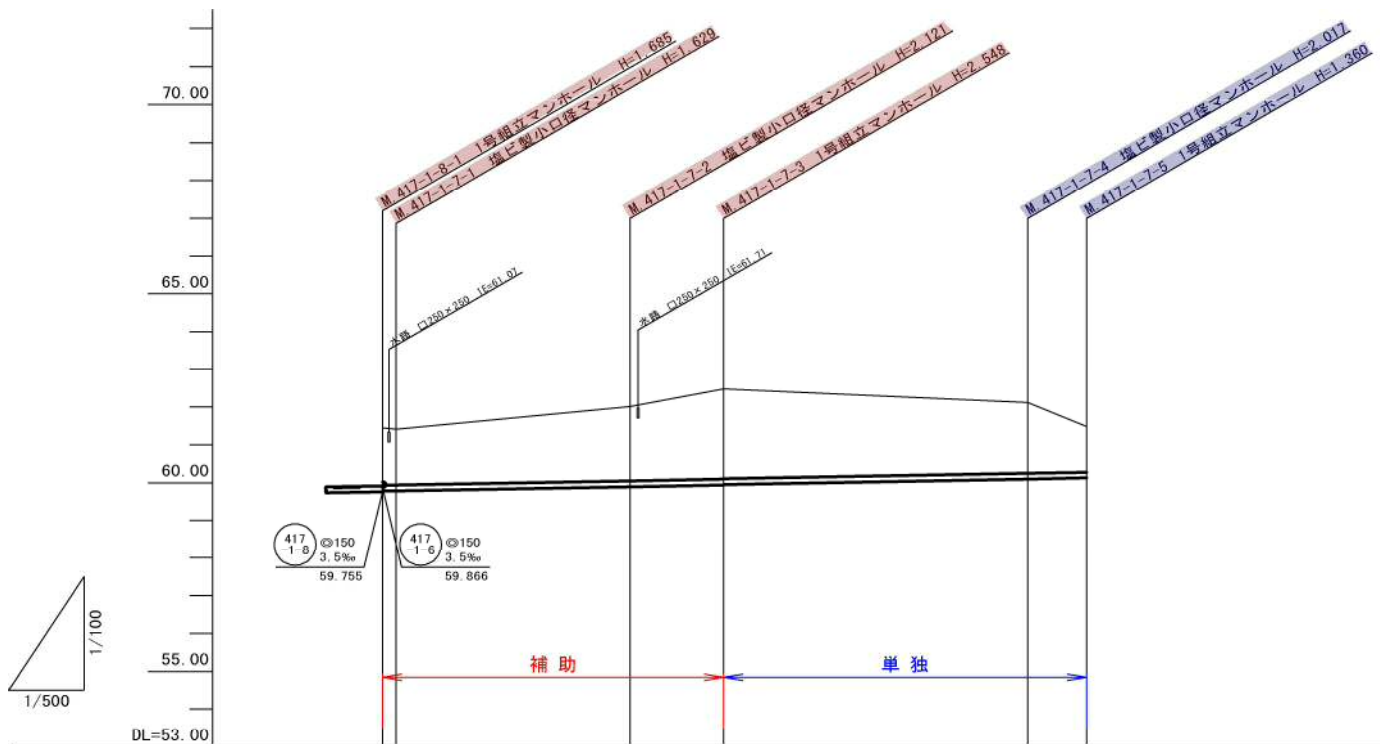 M.417-1-8-1 1号組立マンホール H=1.685
M.417-1-7-1 塩ビ製小口径マンホール H=1.629
M.417-1-7-2 塩ビ製小口径マンホール H=2.121
M.417-1-7-3 1号組立マンホール H=2.548
M.417-1-7-4 塩ビ製小口径マンホール H=2.017
M.417-1-7-5 1号組立マンホール H=1.360
70.00
水路 □250×250 IE=61.07
水路 □250×250 IE=61.71
65.00
60.00
417
-1-8
◎150
3.5‰
59.755
417
-1-6
◎150
3.5‰
59.866
1/100
1/500
55.00
補助
単独
DL=53.00